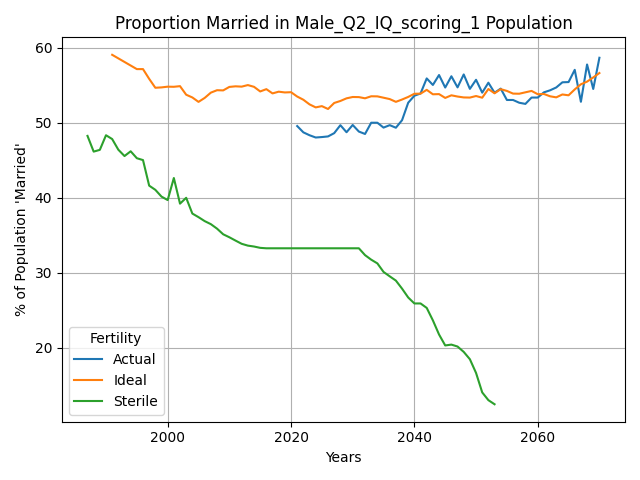 Proportion Married in Male_Q2_IQ_scoring_1 Population
% of Population 'Married'
60
50
40
30
20
Fertility
Actual
Ideal
Sterile
2000
2020
2040
2060
Years